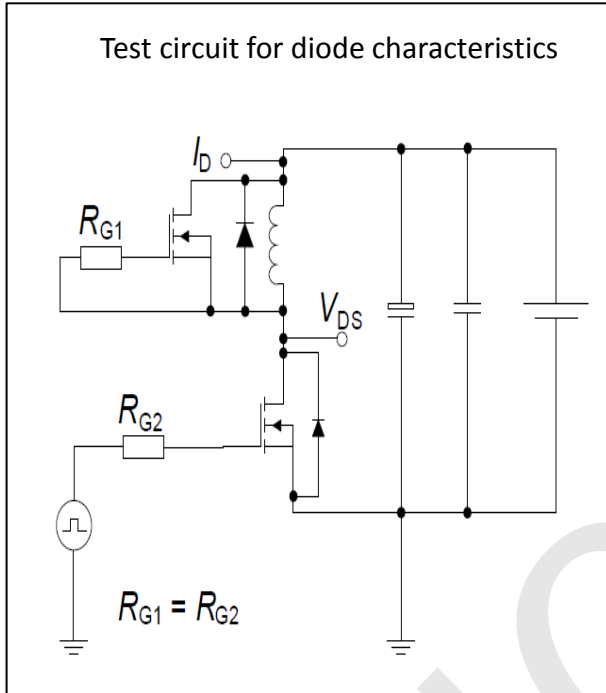 Test circuit for diode characteristics
I_D
R_G1
V_DS
R_G2
R_G1 = R_G2